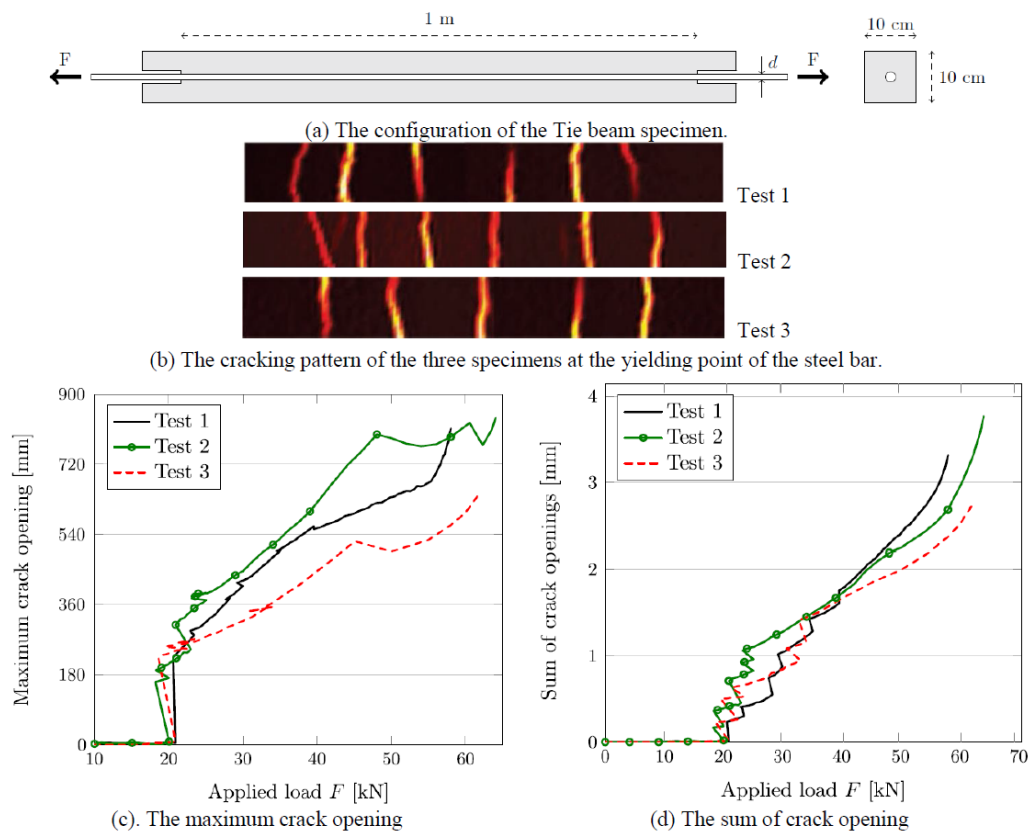 1 m
10 cm
F
d
F
10 cm
(a) The configuration of the Tie beam specimen.
Test 1
Test 2
Test 3
(b) The cracking pattern of the three specimens at the yielding point of the steel bar.
Maximum crack opening [mm]
900
720
540
360
180
0
10
20
30
40
50
60
Test 1
Test 2
Test 3
Applied load F [kN]
(c). The maximum crack opening
Sum of crack openings [mm]
4
3
2
1
0
0
10
20
30
40
50
60
70
Test 1
Test 2
Test 3
Applied load F [kN]
(d) The sum of crack opening